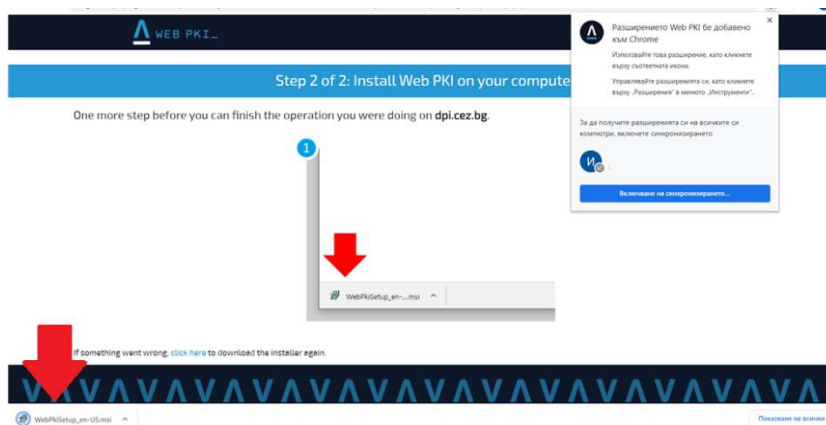 WEB PKI_
Разширението Web PKI бе добавено
към Chrome
Използвайте това разширение, като кликнете
върху съответната икона.
Управлявайте разширенията си, като кликнете
върху „Разширения" в менюто „Инструменти".
За да получите разширенията си на всичките си
компютри, включете синхронизирането
И
Включване на синхронизирането...
Step 2 of 2: Install Web PKI on your compute
One more step before you can finish the operation you were doing on dpi.cez.bg.
1
WebPkiSetup_en-....msi
If something went wrong, click here to download the installer again.
WebPkiSetup_en-US.msi
Показване на всички